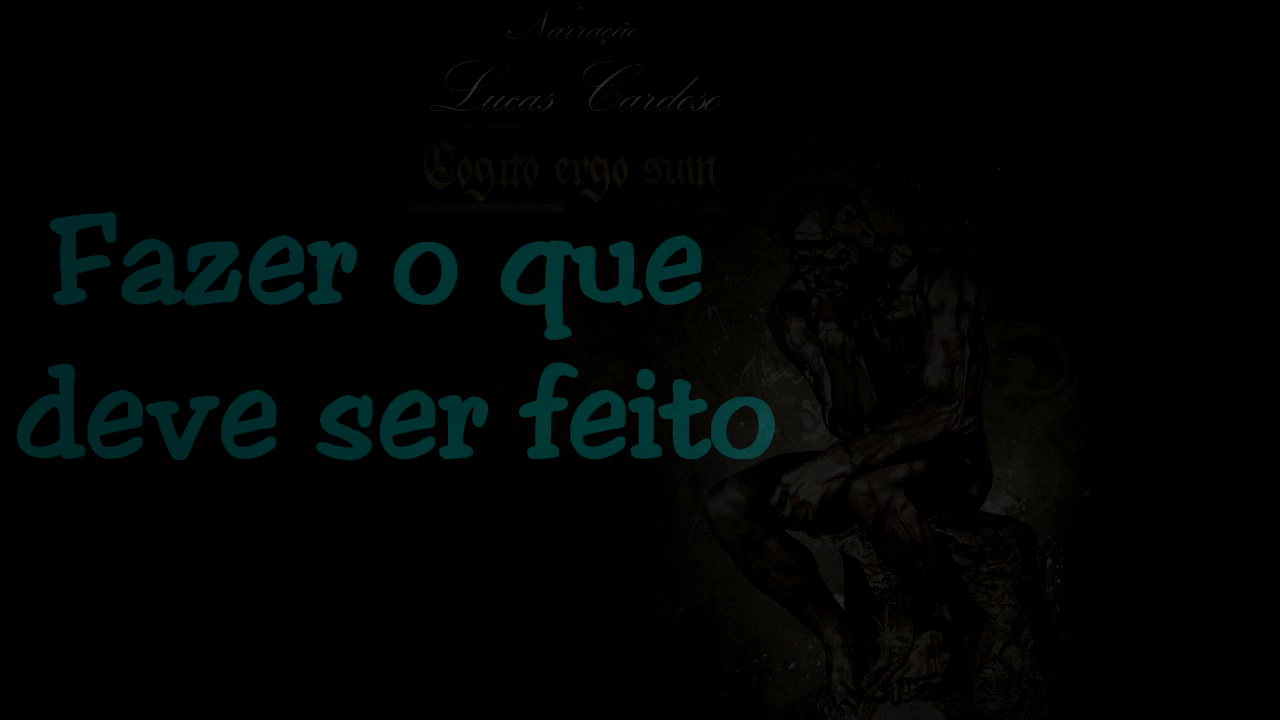 Narração
Lucas Cardoso
Cogito ergo sum
Fazer o que
deve ser feito